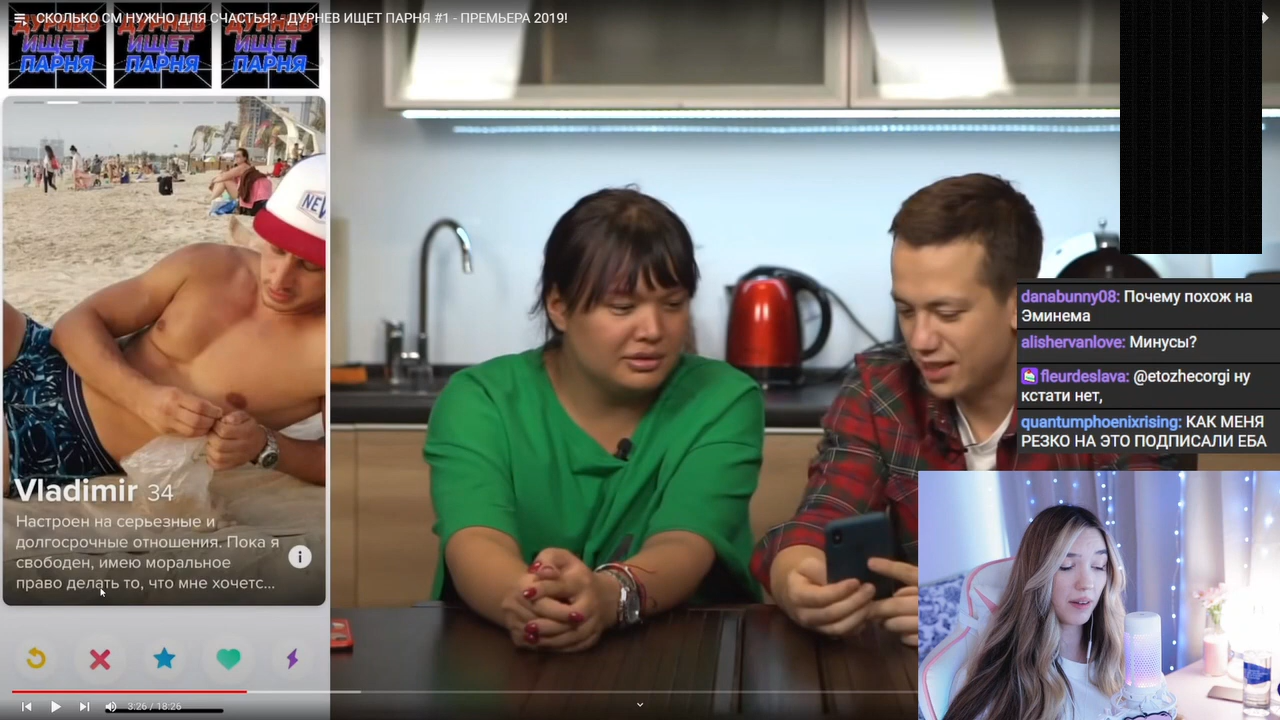 СКОЛЬКО СМ НУЖНО ДЛЯ СЧАСТЬЯ? - ДУРНЕВ ИЩЕТ ПАРНЯ #1 - ПРЕМЬЕРА 2019!
ДУРНЕВ ИЩЕТ ПАРНЯ
ДУРНЕВ ИЩЕТ ПАРНЯ
ДУРНЕВ ИЩЕТ ПАРНЯ
NEW
Vladimir 34
Настроен на серьезные и
долгосрочные отношения. Пока я
свободен, имею моральное
право делать то, что мне хочетс...
danabunny08: Почему похож на
Эминема
alishervanlove: Минусы?
fleurdeslava: @etozhecorgi ну
кстати нет,
quantumphoenixrising: КАК МЕНЯ
РЕЗКО НА ЭТО ПОДПИСАЛИ ЕБА
3:26 / 18:26